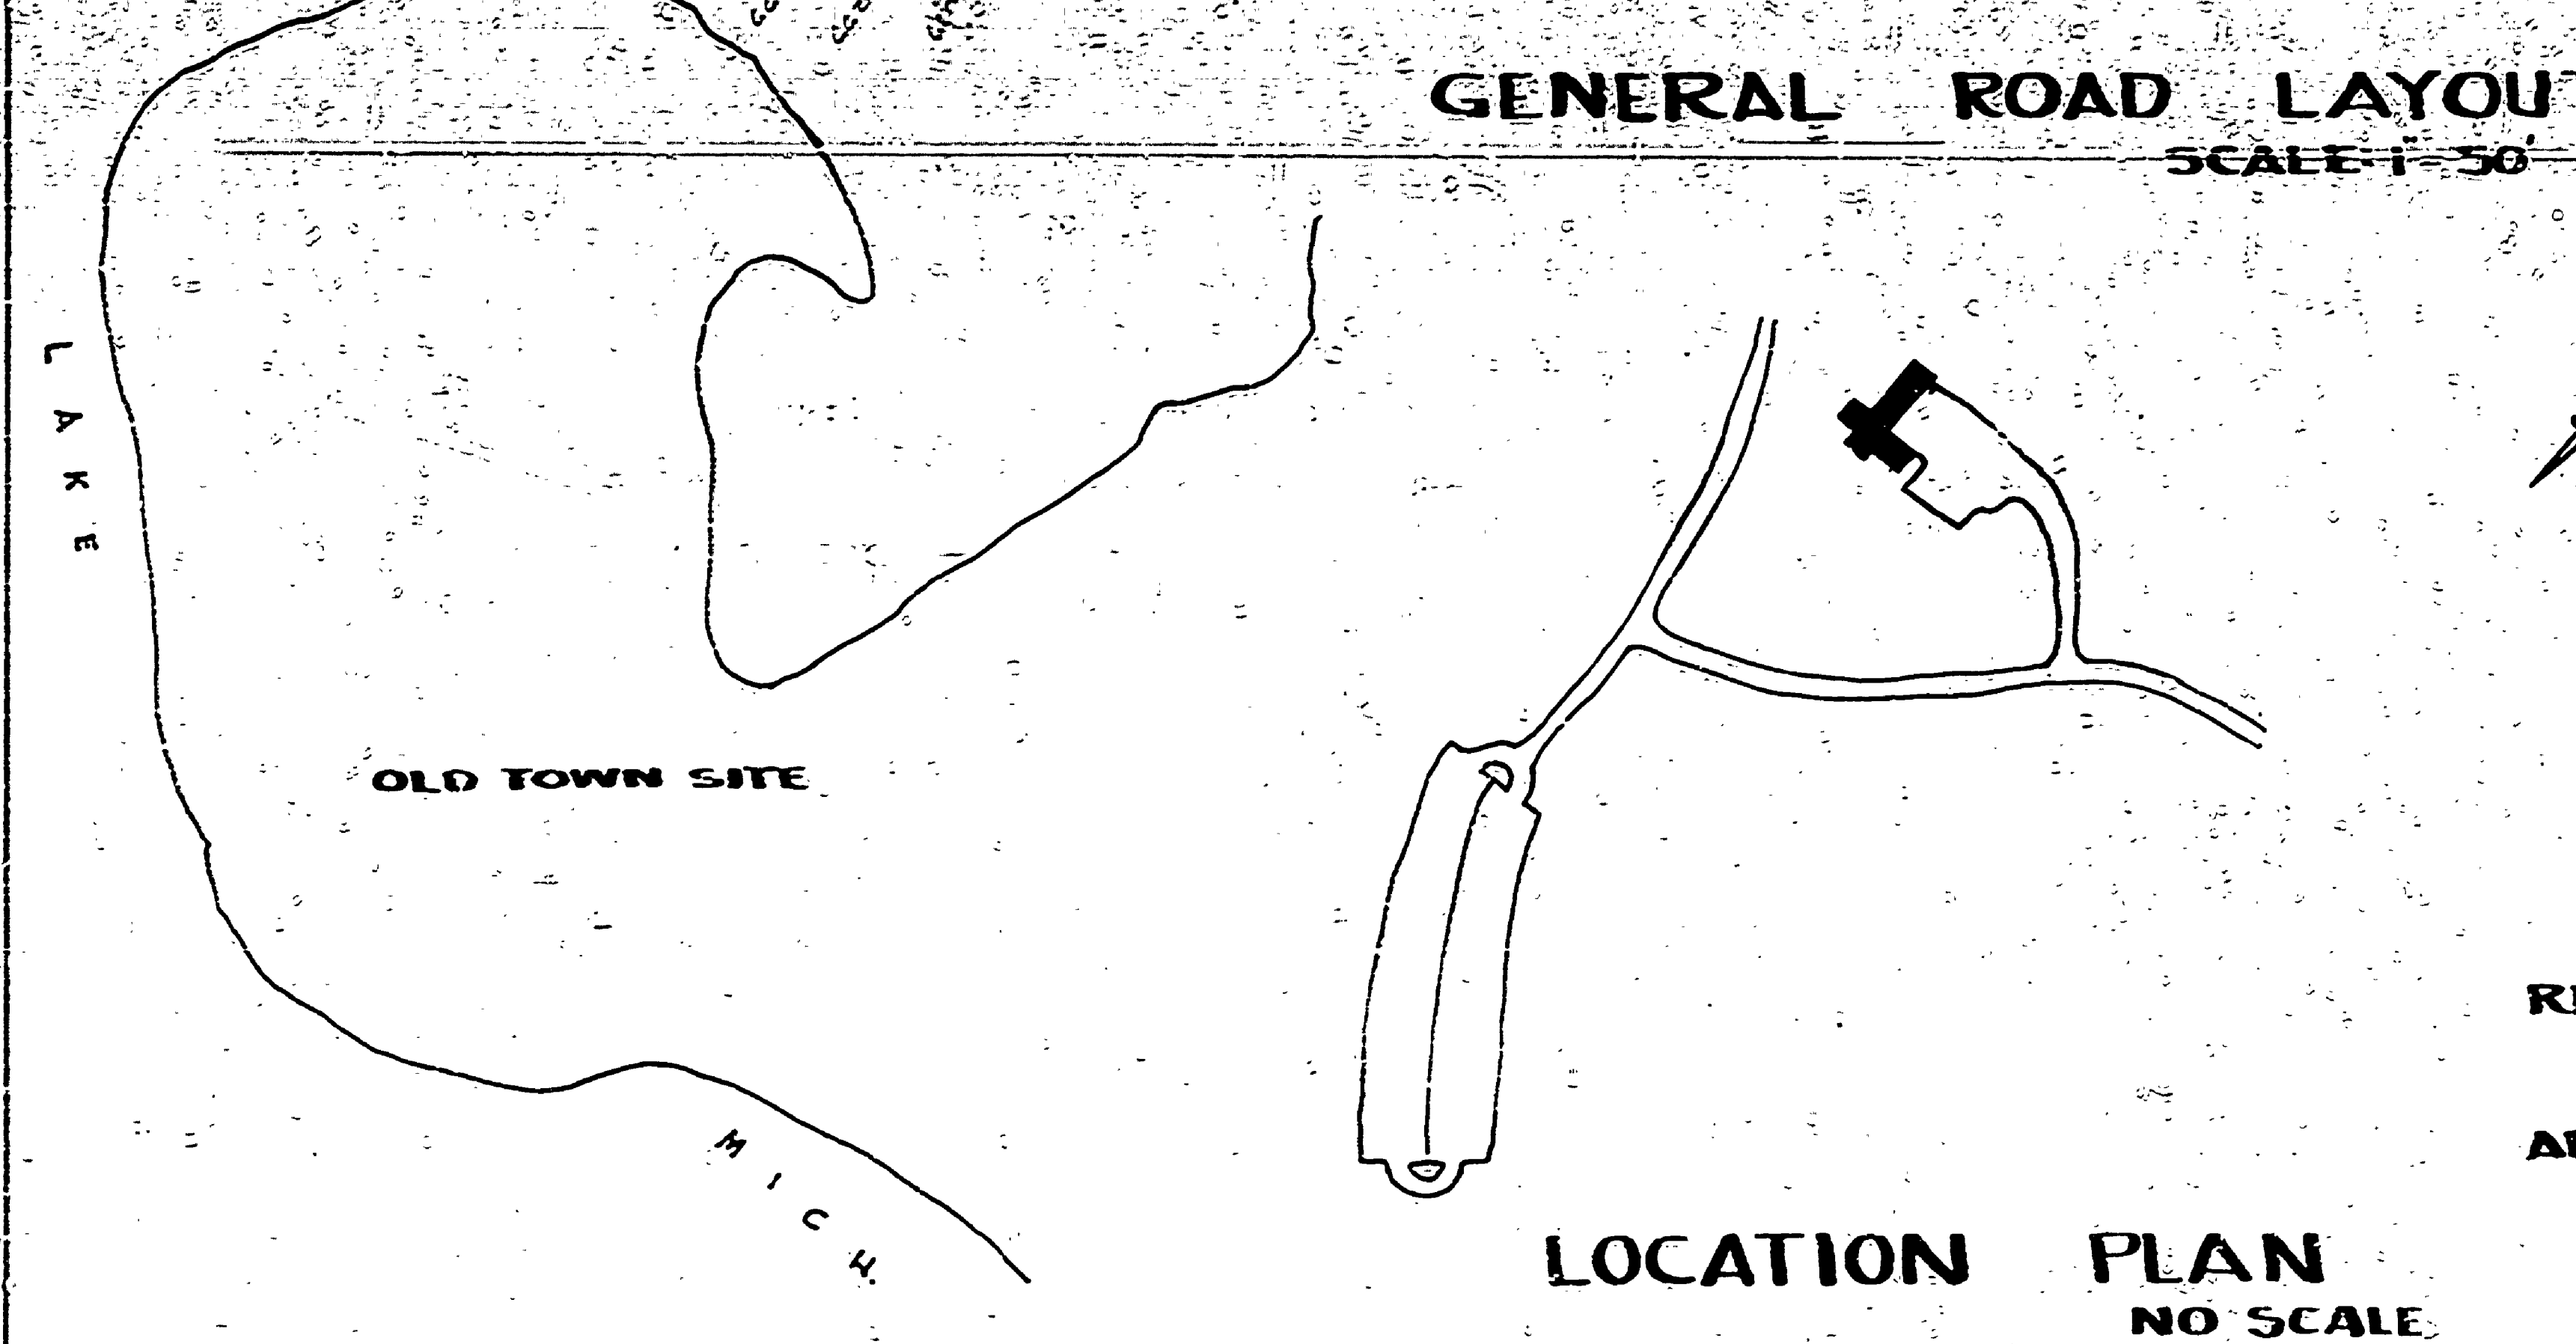 GENERAL ROAD LAYOU
SCALE: 1"=50'
LAKE
OLD TOWN SITE
MICH.
LOCATION PLAN
NO SCALE